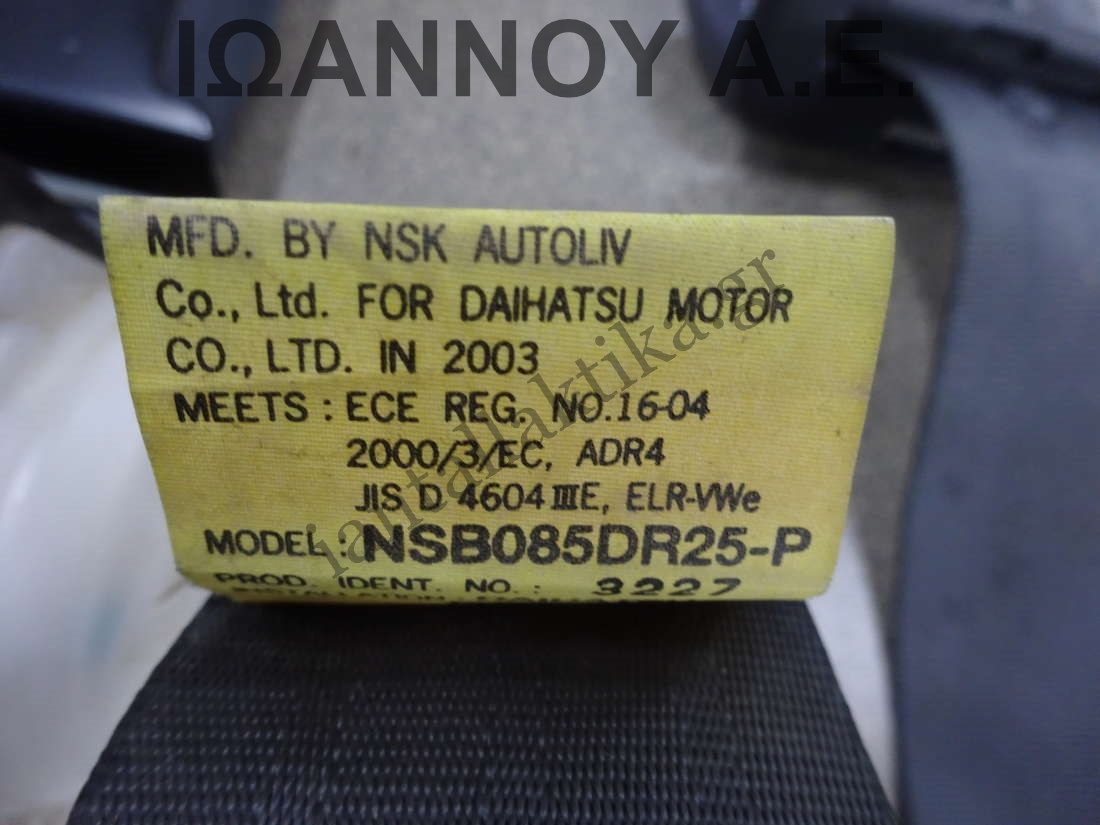 ΙΩΑΝΝΟΥ Α.Ε.
MFD. BY NSK AUTOLIV
Co., Ltd. FOR DAIHATSU MOTOR
CO., LTD. IN 2003
MEETS : ECE REG. NO.16-04
2000/3/EC, ADR4
JIS D 4604 IIIE, ELR-VWe
MODEL : NSB085DR25-P
PROD. IDENT. NO. : 3227
iantallaktika.gr